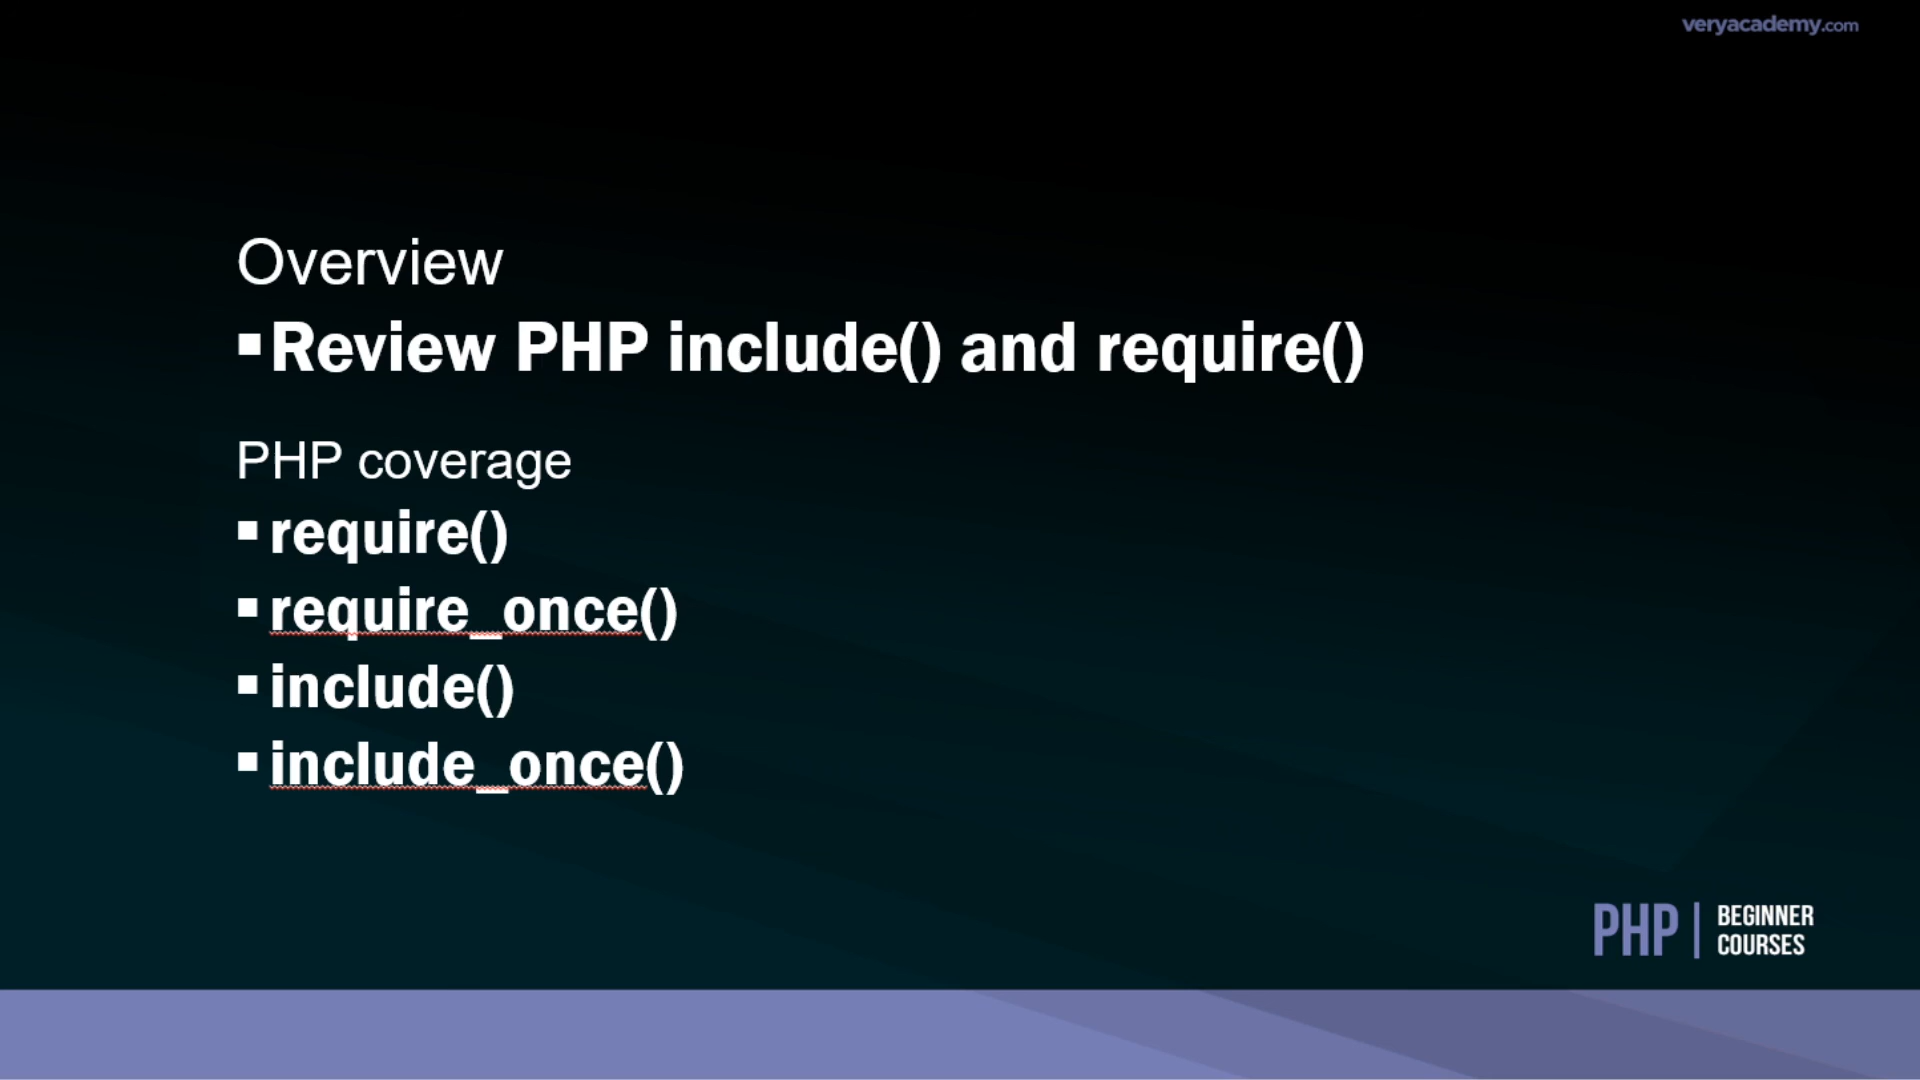 veryacademy.com
Overview
▪Review PHP include() and require()
PHP coverage
▪require()
▪require_once()
▪include()
▪include_once()
PHP | BEGINNER
COURSES